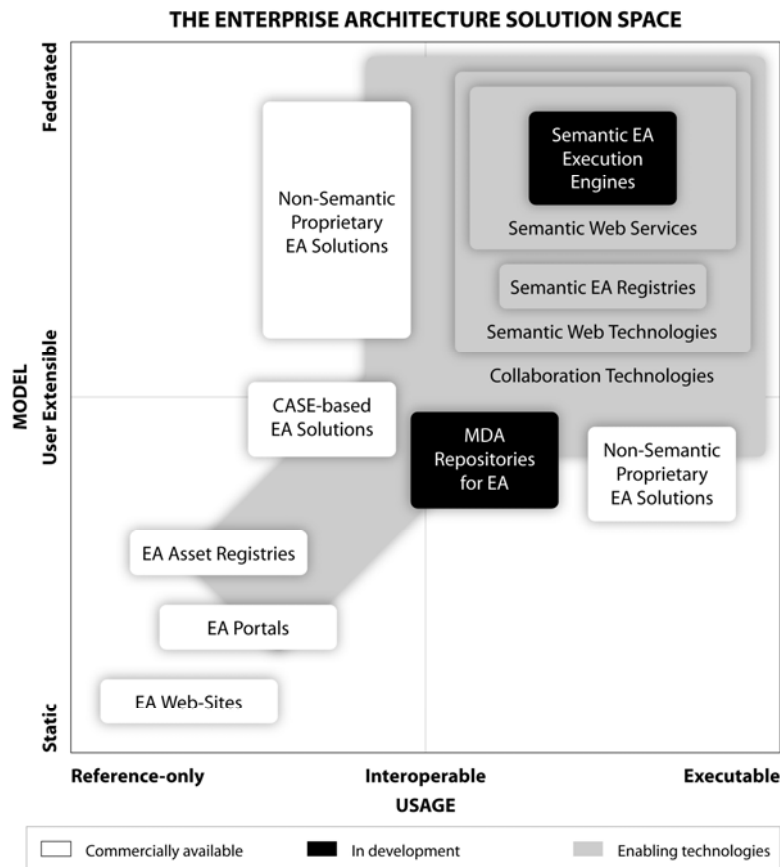 THE ENTERPRISE ARCHITECTURE SOLUTION SPACE
Federated
User Extensible
Static
MODEL
Semantic EA
Execution
Engines
Semantic Web Services
Semantic EA Registries
Semantic Web Technologies
Collaboration Technologies
Non-Semantic
Proprietary
EA Solutions
CASE-based
EA Solutions
MDA
Repositories
for EA
Non-Semantic
Proprietary
EA Solutions
EA Asset Registries
EA Portals
EA Web-Sites
Reference-only
Interoperable
Executable
USAGE
Commercially available
In development
Enabling technologies